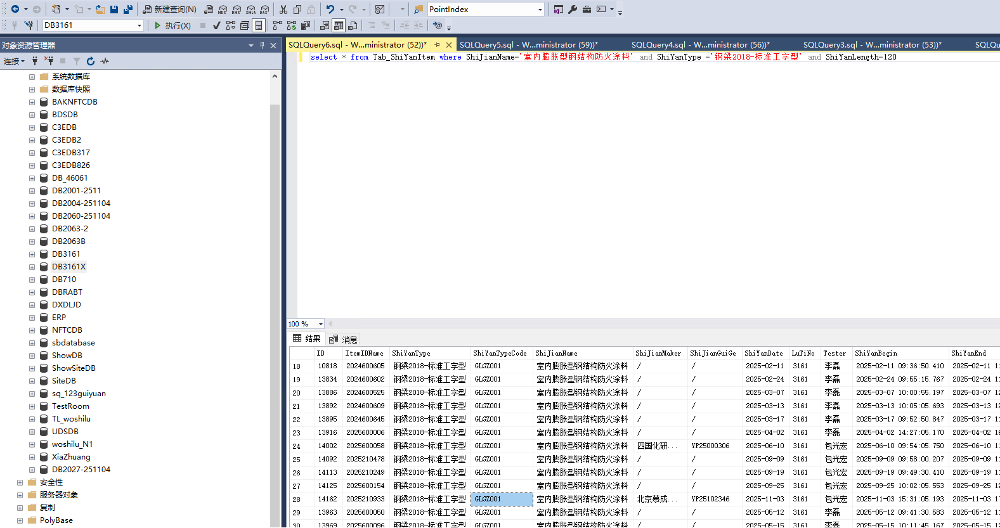 新建查询(N) MDX DMX XMLA DAX PointIndex
DB3161 执行(X)
对象资源管理器
连接
系统数据库
数据库快照
BAKNFTCDB
BDSDB
C3EDB
C3EDB2
C3EDB317
C3EDB826
DB_46061
DB2001-2511
DB2004-251104
DB2060-251104
DB2063-2
DB2063B
DB3161
DB3161X
DB710
DBRABT
DXDLJD
ERP
NFTCDB
sbdatabase
ShowDB
ShowSiteDB
SiteDB
sq_123guiyuan
TestRoom
TL_woshilu
UDSDB
woshilu_N1
XiaZhuang
DB2027-251104
安全性
服务器对象
复制
PolyBase
SQLQuery6.sql - W...ministrator (52))* SQLQuery5.sql - W...ministrator (59))* SQLQuery4.sql - W...ministrator (56))* SQLQuery3.sql - W...ministrator (53))* SQLQu
select * from Tab_ShiYanItem where ShiJianName='室内膨胀型钢结构防火涂料' and ShiYanType ='钢梁2018-标准工字型' and ShiYanLength=120
100 %
结果 消息
ID ItemIDName ShiYanType ShiYanTypeCode ShiJianName ShiJianMaker ShiJianGuiGe ShiYanDate LuTiNo Tester ShiYanBegin ShiYanEnd
18 10818 2024600605 钢梁2018-标准工字型 GLGZ001 室内膨胀型钢结构防火涂料 / / 2025-02-11 3161 李磊 2025-02-11 09:36:50.410 2025-02-11 1
19 13834 2024600602 钢梁2018-标准工字型 GLGZ001 室内膨胀型钢结构防火涂料 / / 2025-02-24 3161 李磊 2025-02-24 09:55:15.767 2025-02-24 1
20 13886 2024600525 钢梁2018-标准工字型 GLGZ001 室内膨胀型钢结构防火涂料 / / 2025-03-07 3161 李磊 2025-03-07 10:00:55.197 2025-03-07 12
21 13892 2024600609 钢梁2018-标准工字型 GLGZ001 室内膨胀型钢结构防火涂料 / / 2025-03-13 3161 李磊 2025-03-13 10:05:05.693 2025-03-13 12
22 13895 2024600645 钢梁2018-标准工字型 GLGZ001 室内膨胀型钢结构防火涂料 / / 2025-03-17 3161 李磊 2025-03-17 09:52:50.847 2025-03-17 1
23 13916 2025600006 钢梁2018-标准工字型 GLGZ001 室内膨胀型钢结构防火涂料 / / 2025-04-02 3161 李磊 2025-04-02 14:27:05.170 2025-04-02 16
24 14002 2025600058 钢梁2018-标准工字型 GLGZ001 室内膨胀型钢结构防火涂料 四国化研... YP25000306 2025-06-10 3161 包光宏 2025-06-10 09:54:05.750 2025-06-10 1
25 14092 2025210478 钢梁2018-标准工字型 GLGZ001 室内膨胀型钢结构防火涂料 / / 2025-09-09 3161 包光宏 2025-09-09 09:58:00.207 2025-09-09 1
26 14113 2025210249 钢梁2018-标准工字型 GLGZ001 室内膨胀型钢结构防火涂料 / / 2025-09-19 3161 包光宏 2025-09-19 09:49:30.410 2025-09-19 1
27 14125 2025600154 钢梁2018-标准工字型 GLGZ001 室内膨胀型钢结构防火涂料 / / 2025-09-25 3161 包光宏 2025-09-25 10:02:05.553 2025-09-25 1
28 14162 2025210933 钢梁2018-标准工字型 GLGZ001 室内膨胀型钢结构防火涂料 北京慕成... YP25102346 2025-11-03 3161 包光宏 2025-11-03 15:31:05.193 2025-11-03 1
29 13963 2025600050 钢梁2018-标准工字型 GLGZ001 室内膨胀型钢结构防火涂料 / / 2025-05-12 3161 李磊 2025-05-12 09:41:30.583 2025-05-12 1
30 13969 2025600096 钢梁2018-标准工字型 GLGZ001 室内膨胀型钢结构防火涂料 / / 2025-05-15 3161 李磊 2025-05-15 10:11:45.167 2025-05-15 12